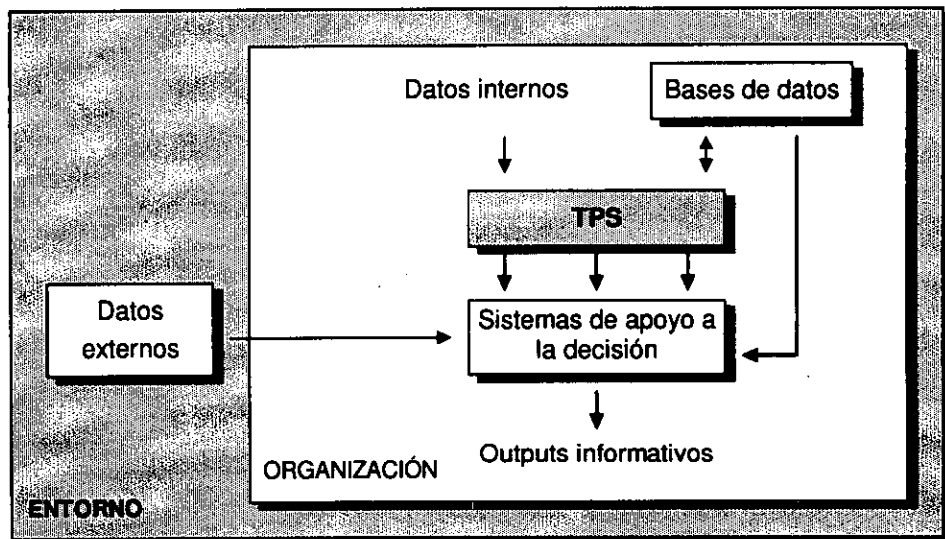 Datos internos
Bases de datos
TPS
Datos
externos
Sistemas de apoyo a
la decisión
Outputs informativos
ORGANIZACIÓN
ENTORNO